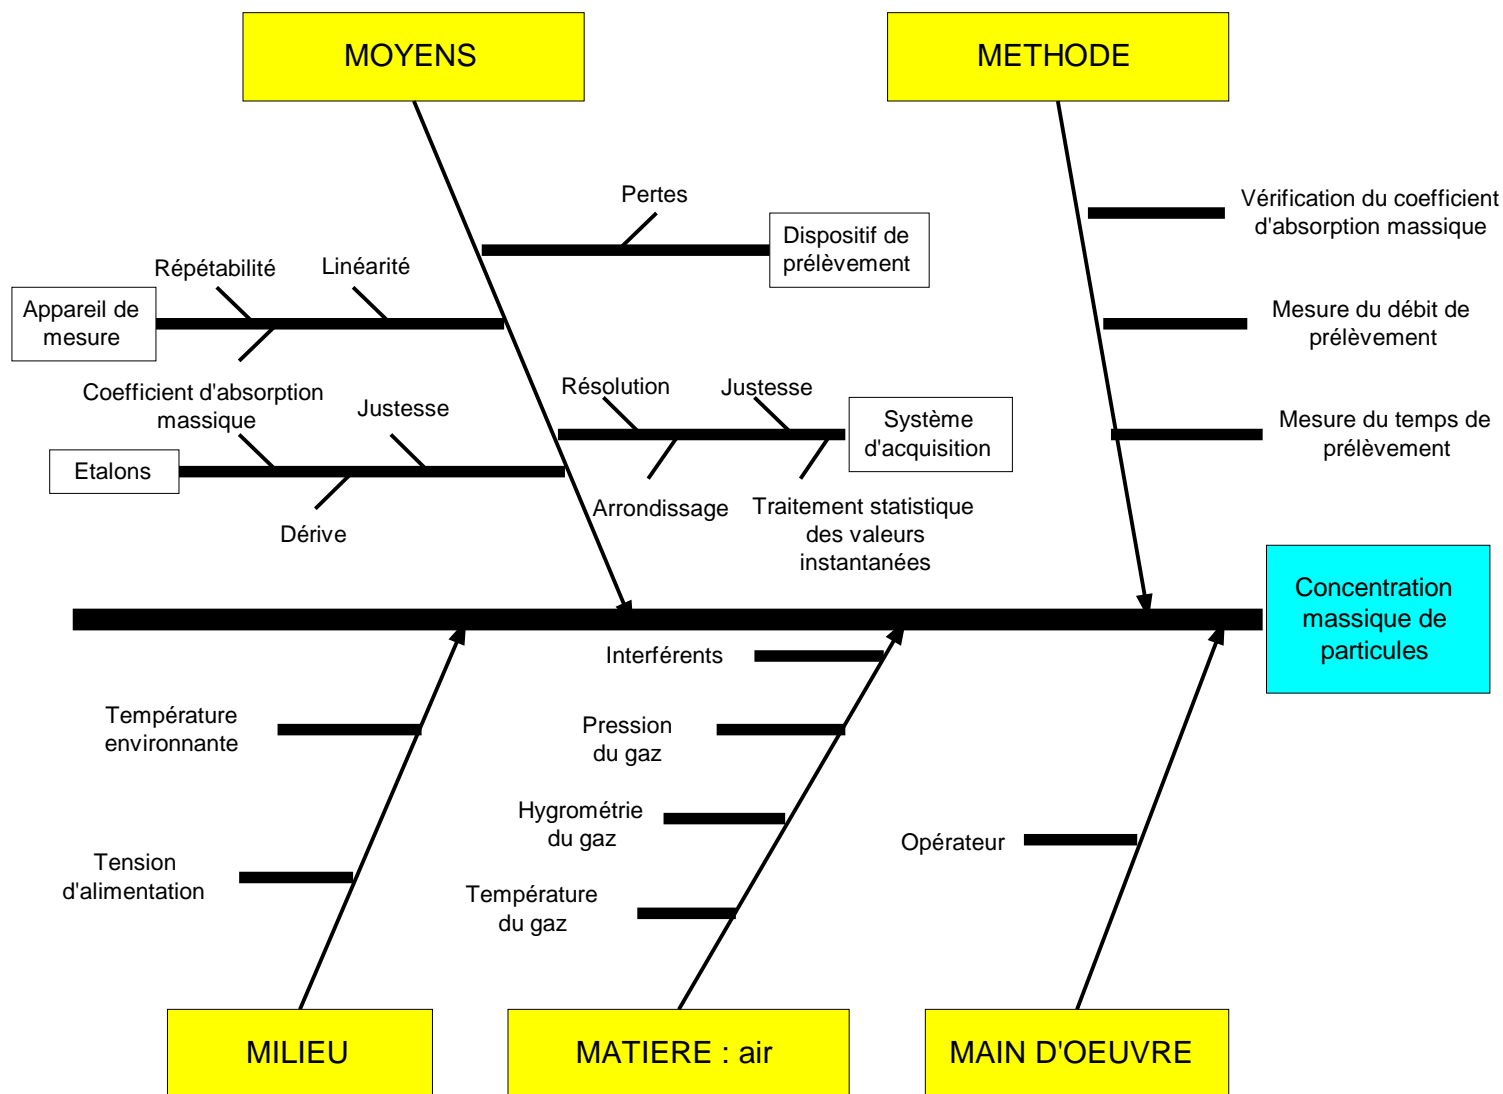 MOYENS
METHODE
Pertes
Dispositif de
prélèvement
Vérification du coefficient
d'absorption massique
Répétabilité
Linéarité
Appareil de
mesure
Mesure du débit de
prélèvement
Coefficient d'absorption
massique
Justesse
Résolution
Justesse
Système
d'acquisition
Mesure du temps de
prélèvement
Etalons
Dérive
Arrondissage
Traitement statistique
des valeurs
instantanées
Concentration
massique de
particules
Interférents
Température
environnante
Pression
du gaz
Hygrométrie
du gaz
Opérateur
Tension
d'alimentation
Température
du gaz
MILIEU
MATIERE : air
MAIN D'OEUVRE